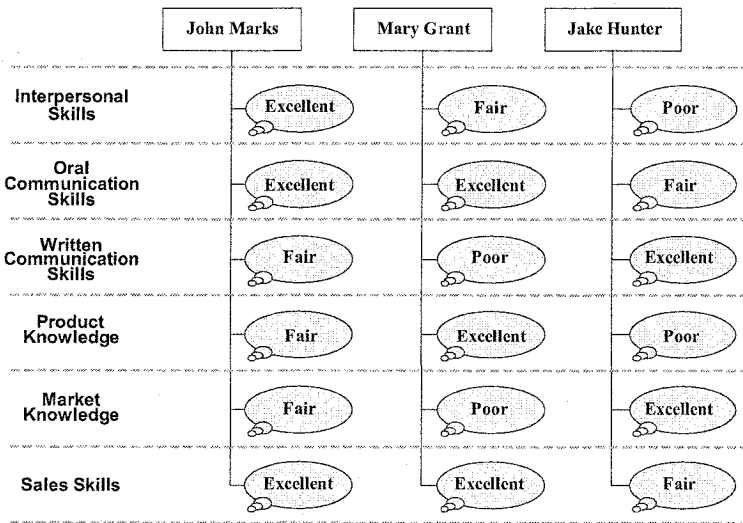 John Marks Mary Grant Jake Hunter
Interpersonal
Skills
Excellent Fair Poor
Oral
Communication
Skills
Excellent Excellent Fair
Written
Communication
Skills
Fair Poor Excellent
Product
Knowledge
Fair Excellent Poor
Market
Knowledge
Fair Poor Excellent
Sales Skills Excellent Excellent Fair